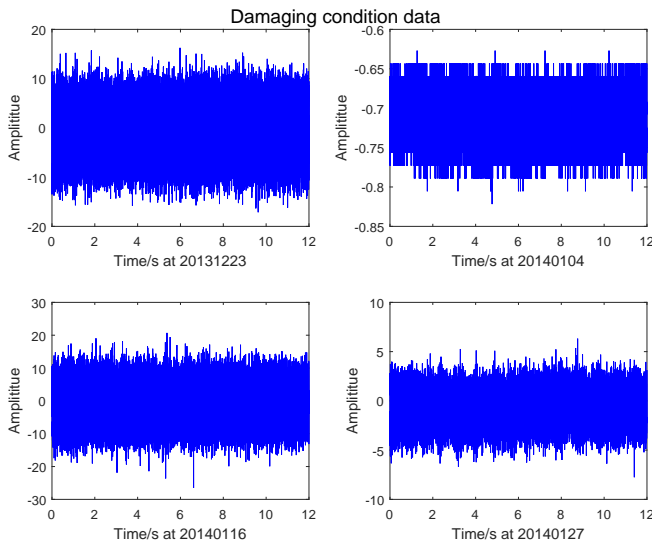 Damaging condition data
20
10
0
-10
-20
Amplititue
0 2 4 6 8 10 12
Time/s at 20131223
-0.6
-0.65
-0.7
-0.75
-0.8
-0.85
Amplititue
0 2 4 6 8 10 12
Time/s at 20140104
30
20
10
0
-10
-20
-30
Amplititue
0 2 4 6 8 10 12
Time/s at 20140116
10
5
0
-5
-10
Amplititue
0 2 4 6 8 10 12
Time/s at 20140127